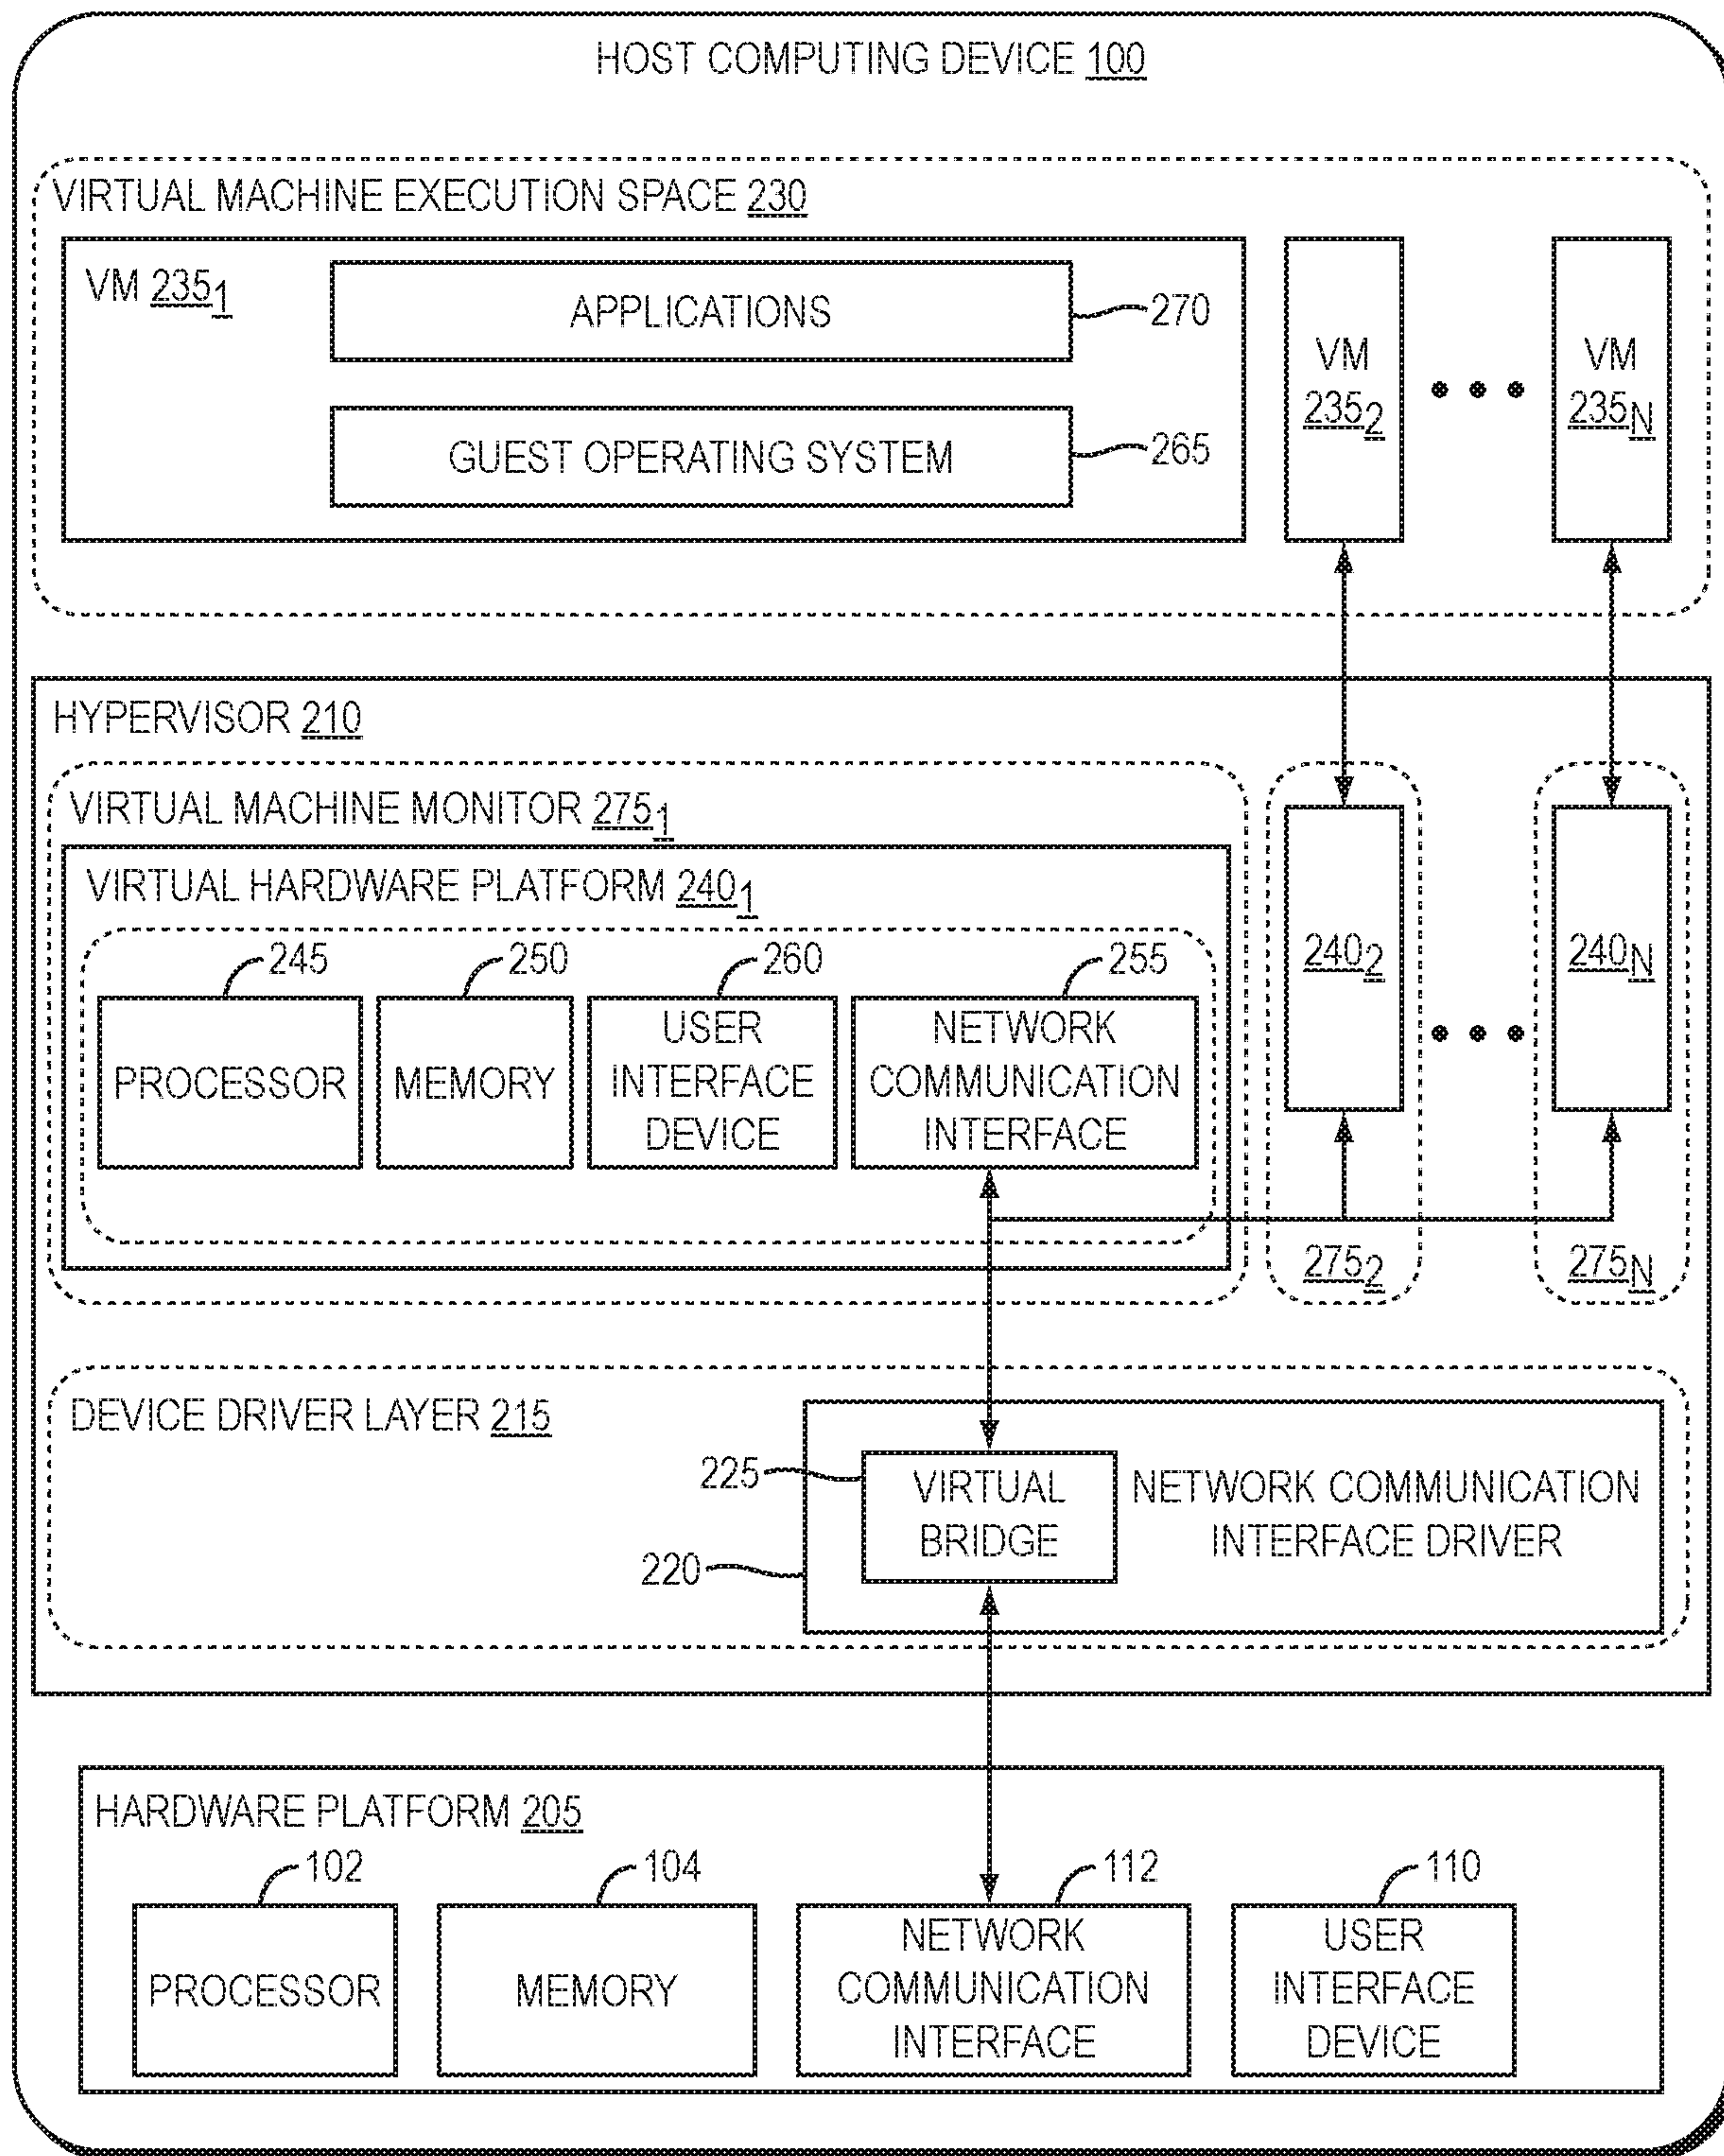 HOST COMPUTING DEVICE 100
VIRTUAL MACHINE EXECUTION SPACE 230
VM 235₁
APPLICATIONS
270
GUEST OPERATING SYSTEM
265
VM
235₂
VM
235ₙ
HYPERVISOR 210
VIRTUAL MACHINE MONITOR 275₁
VIRTUAL HARDWARE PLATFORM 240₁
245
250
260
255
PROCESSOR
MEMORY
USER
INTERFACE
DEVICE
NETWORK
COMMUNICATION
INTERFACE
240₂
240ₙ
275₂
275ₙ
DEVICE DRIVER LAYER 215
225
220
VIRTUAL
BRIDGE
NETWORK COMMUNICATION
INTERFACE DRIVER
HARDWARE PLATFORM 205
102
104
112
110
PROCESSOR
MEMORY
NETWORK
COMMUNICATION
INTERFACE
USER
INTERFACE
DEVICE